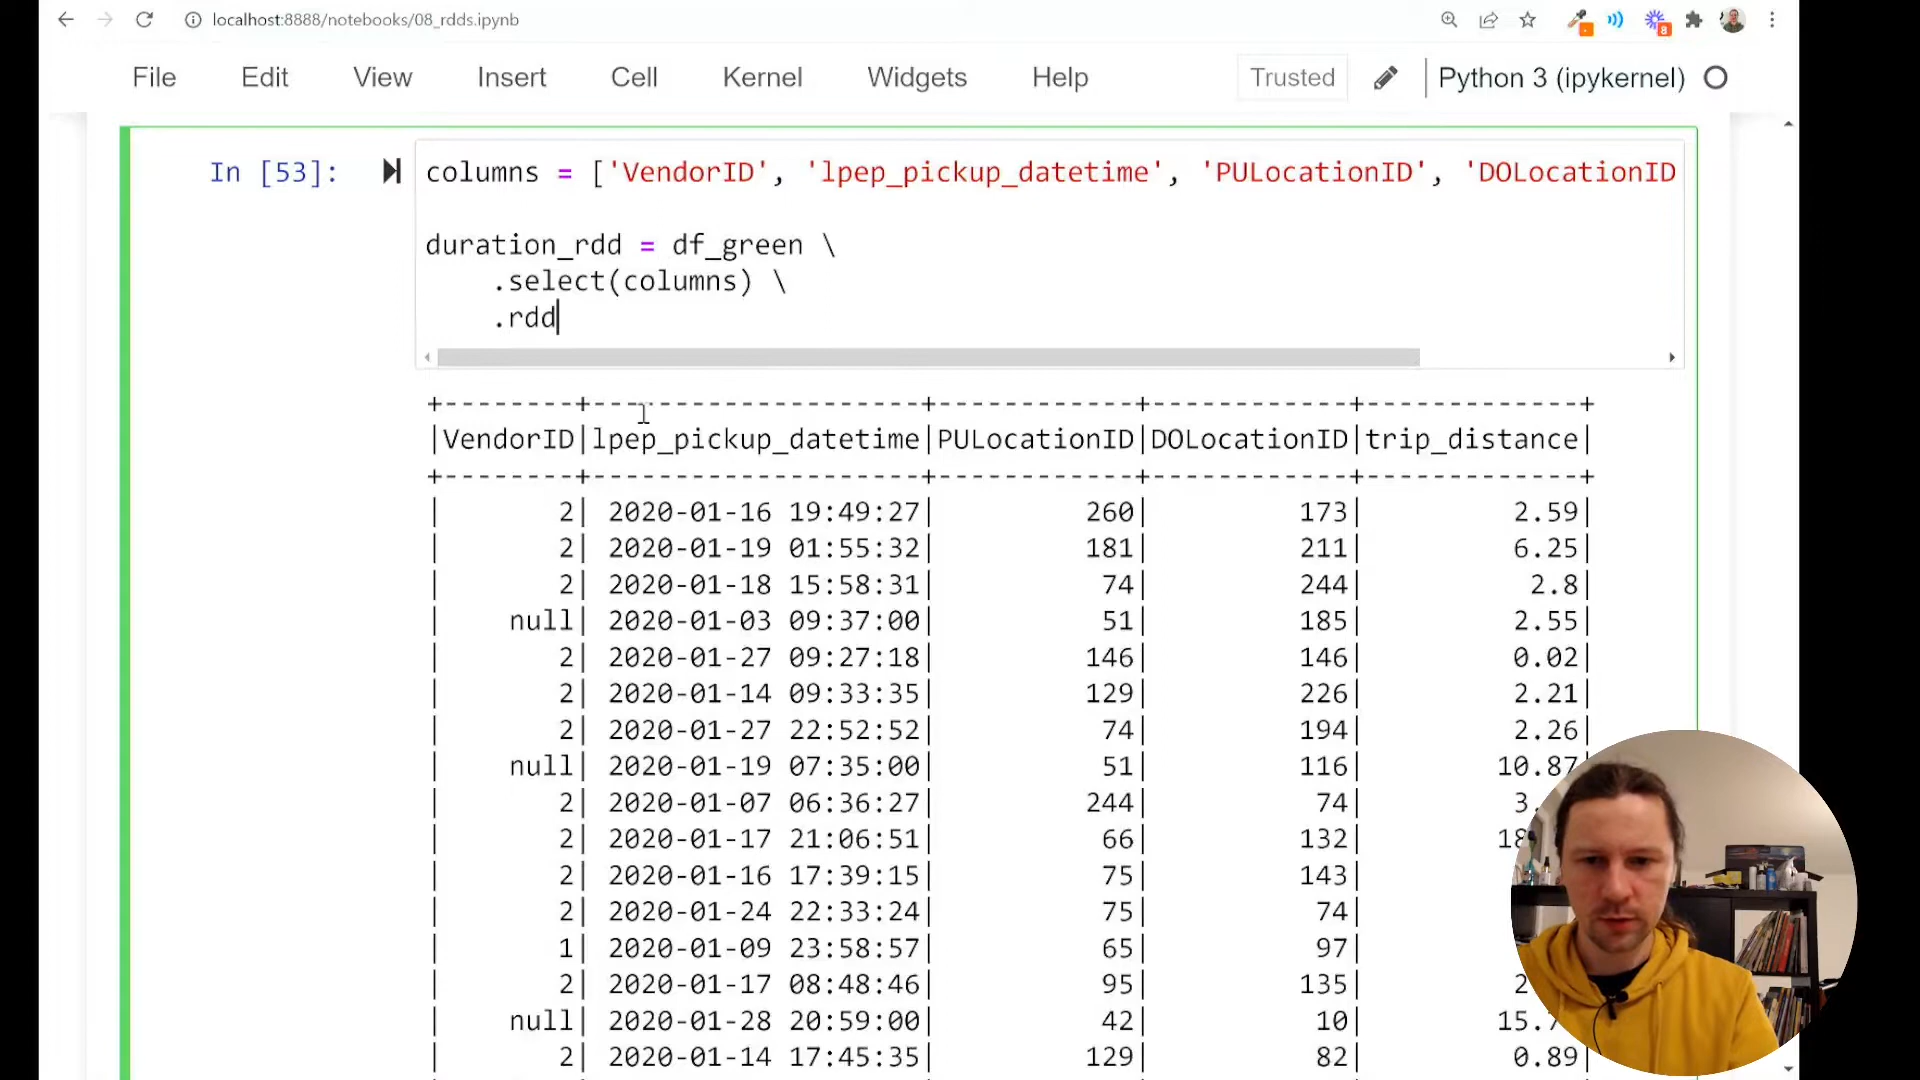 localhost:8888/notebooks/08_rdds.ipynb
8
File Edit View Insert Cell Kernel Widgets Help Trusted Python 3 (ipykernel)
In [53]: columns = ['VendorID', 'lpep_pickup_datetime', 'PULocationID', 'DOLocationID
duration_rdd = df_green \
.select(columns) \
.rdd
+--------+--------------------+------------+------------+-------------+
|VendorID|lpep_pickup_datetime|PULocationID|DOLocationID|trip_distance|
+--------+--------------------+------------+------------+-------------+
| 2| 2020-01-16 19:49:27| 260| 173| 2.59|
| 2| 2020-01-19 01:55:32| 181| 211| 6.25|
| 2| 2020-01-18 15:58:31| 74| 244| 2.8|
| null| 2020-01-03 09:37:00| 51| 185| 2.55|
| 2| 2020-01-27 09:27:18| 146| 146| 0.02|
| 2| 2020-01-14 09:33:35| 129| 226| 2.21|
| 2| 2020-01-27 22:52:52| 74| 194| 2.26|
| null| 2020-01-19 07:35:00| 51| 116| 10.87|
| 2| 2020-01-07 06:36:27| 244| 74| 3.
| 2| 2020-01-17 21:06:51| 66| 132| 18
| 2| 2020-01-16 17:39:15| 75| 143|
| 2| 2020-01-24 22:33:24| 75| 74|
| 1| 2020-01-09 23:58:57| 65| 97|
| 2| 2020-01-17 08:48:46| 95| 135| 2
| null| 2020-01-28 20:59:00| 42| 10| 15.
| 2| 2020-01-14 17:45:35| 129| 82| 0.89|